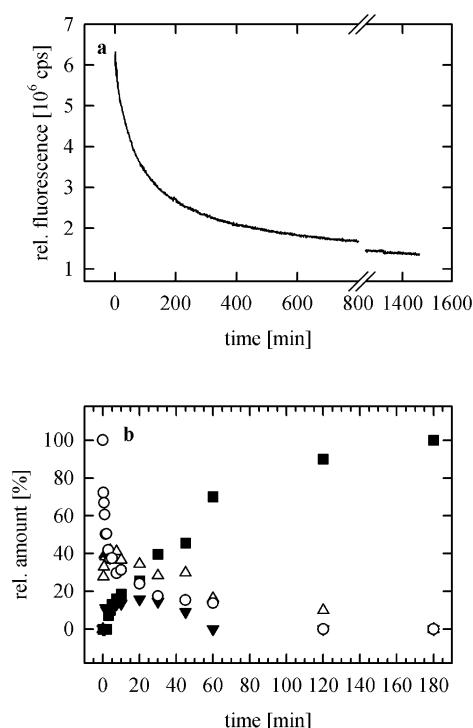 a
rel. fluorescence [10⁶ cps]
7
6
5
4
3
2
1
0 200 400 600 800 1400 1600
time [min]
b
rel. amount [%]
100
80
60
40
20
0
0 20 40 60 80 100 120 140 160 180
time [min]